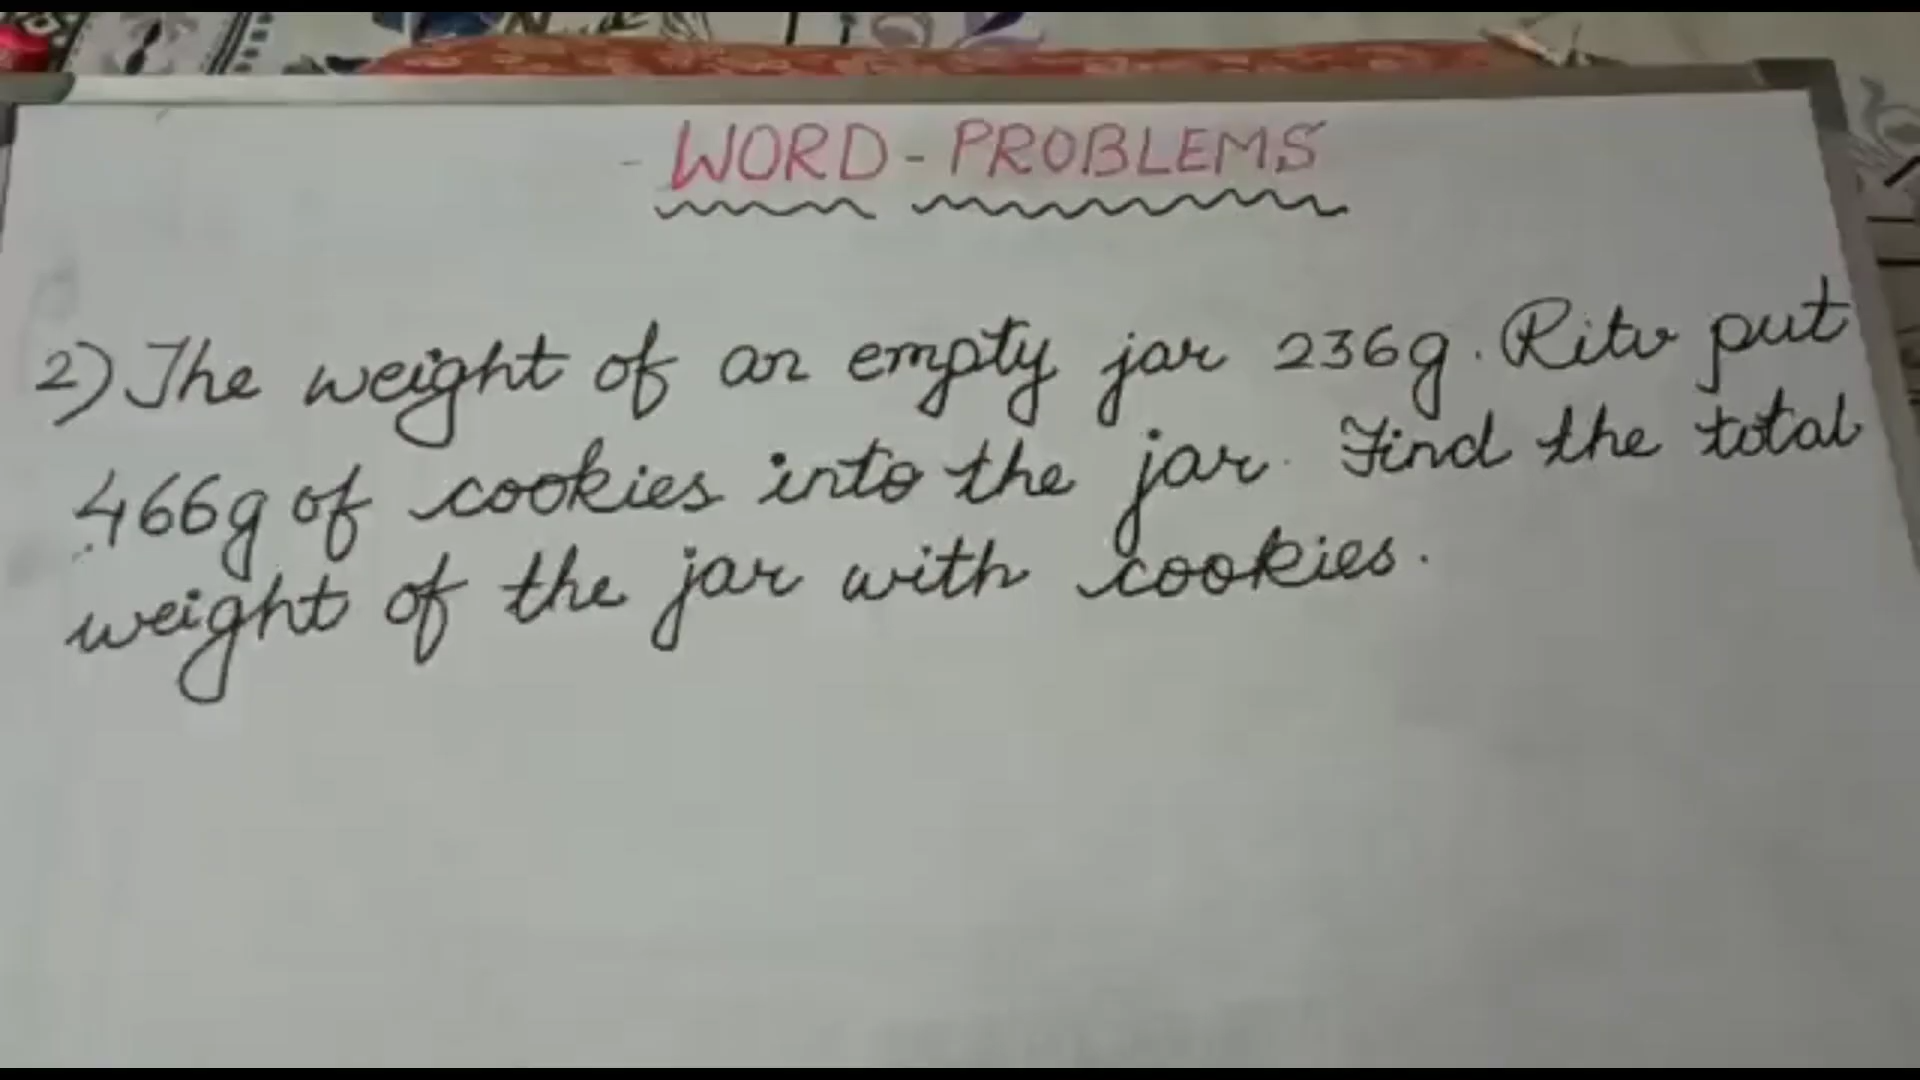 - WORD - PROBLEMS
2) The weight of an empty jar 236g. Ritu put
466g of cookies into the jar. Find the total
weight of the jar with cookies.